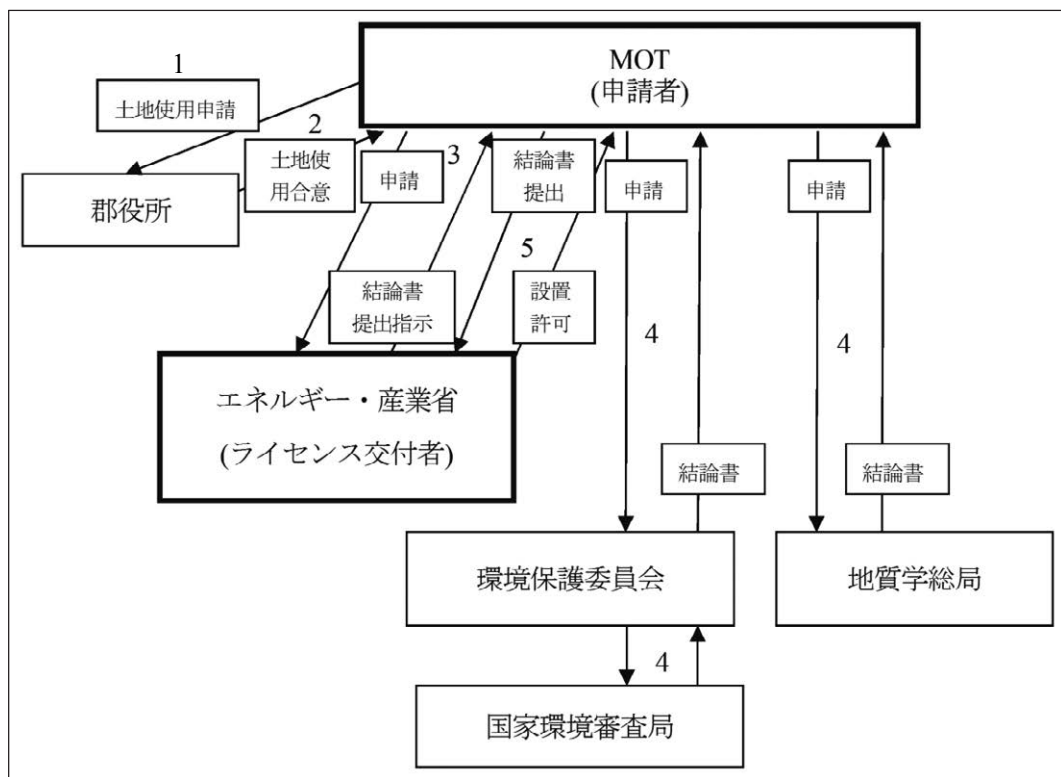 MOT
(申請者)
1
土地使用申請
2
土地使
用合意
郡役所
申請
3
結論書
提出
申請
申請
結論書
提出指示
5
設置
許可
4
4
エネルギー・産業省
(ライセンス交付者)
結論書
結論書
環境保護委員会
地質学総局
4
国家環境審査局